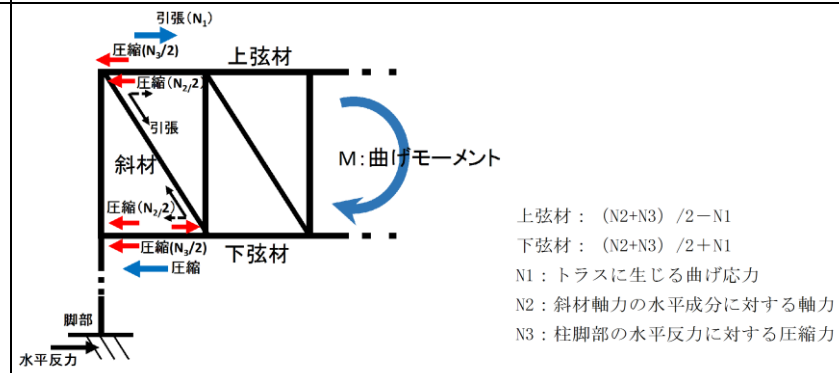 引張(N₁)
圧縮(N₃/2)
上弦材
圧縮(N₂/2)
引張
斜材
M:曲げモーメント
圧縮(N₂/2)
圧縮(N₃/2)
下弦材
圧縮
脚部
水平反力
上弦材: (N2+N3) /2-N1
下弦材: (N2+N3) /2+N1
N1:トラスに生じる曲げ応力
N2:斜材軸力の水平成分に対する軸力
N3:柱脚部の水平反力に対する圧縮力